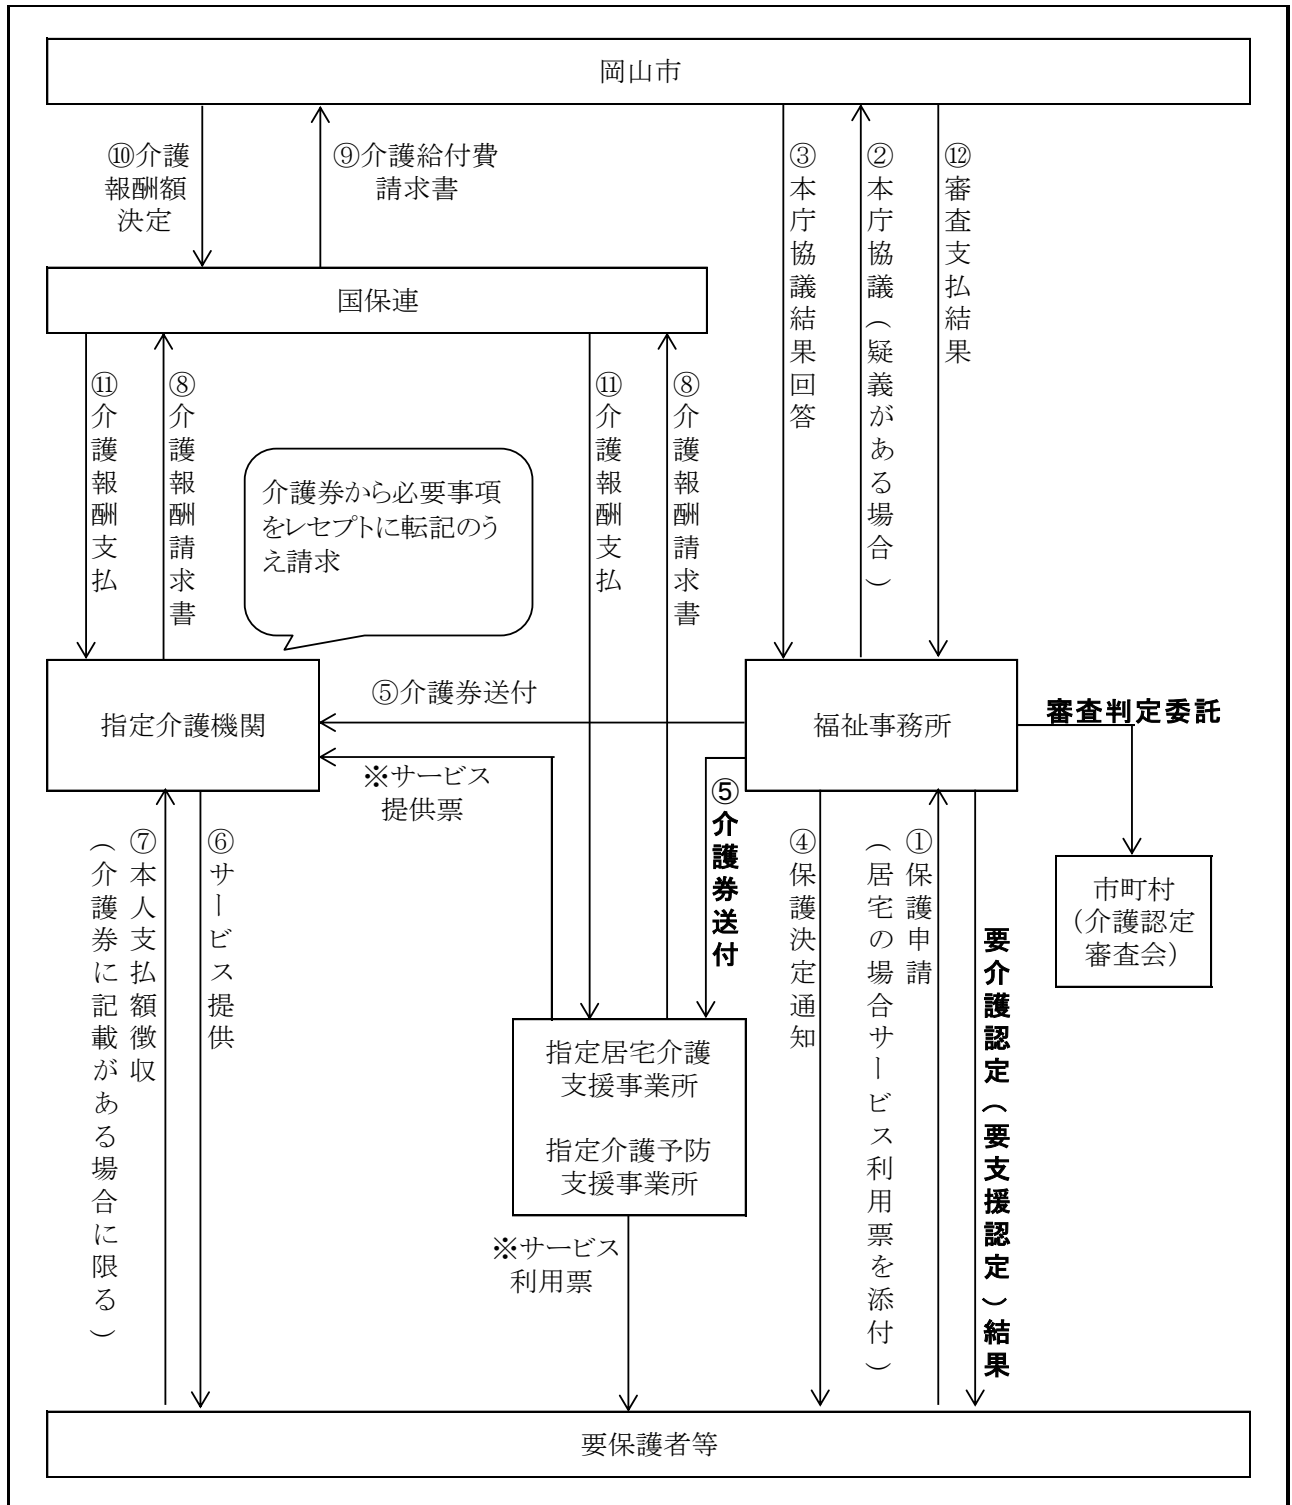 岡山市
⑩介護
報酬額
決定
⑨介護給付費
請求書
③本庁協議結果回答
②本庁協議（疑義がある場合）
⑫審査支払結果
国保連
⑪介護報酬支払
⑧介護報酬請求書
介護券から必要事項
をレセプトに転記のう
え請求
⑪介護報酬支払
⑧介護報酬請求書
指定介護機関
⑤介護券送付
福祉事務所
審査判定委託
※サービス
提供票
⑤介護券送付
市町村
（介護認定
審査会）
⑦本人支払額徴収
（介護券に記載がある場合に限る）
⑥サービス提供
④保護決定通知
①保護申請
（居宅の場合サービス利用票を添付）
要介護認定（要支援認定）結果
指定居宅介護
支援事業所
指定介護予防
支援事業所
※サービス
利用票
要保護者等